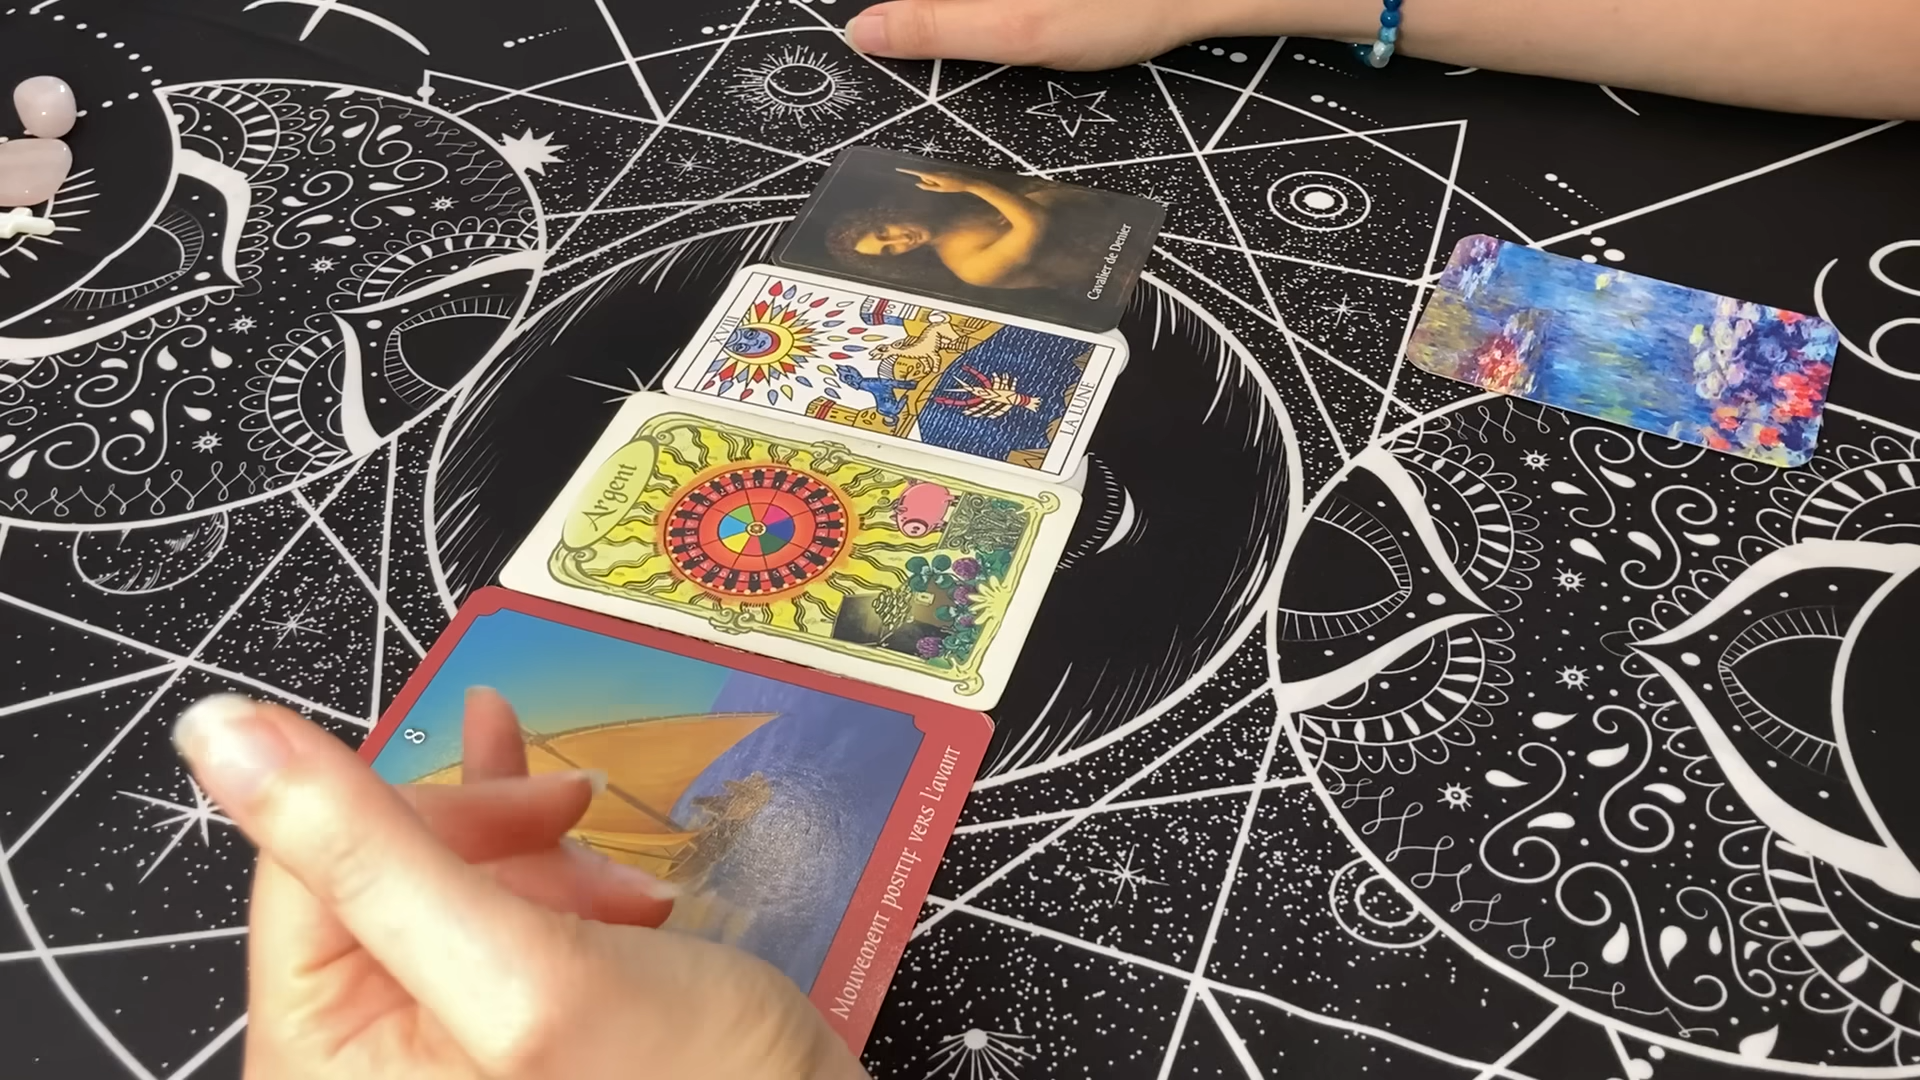 Cavalier de Denier
XVIII
LA LUNE
Argent
8
Mouvement positif vers l'avant